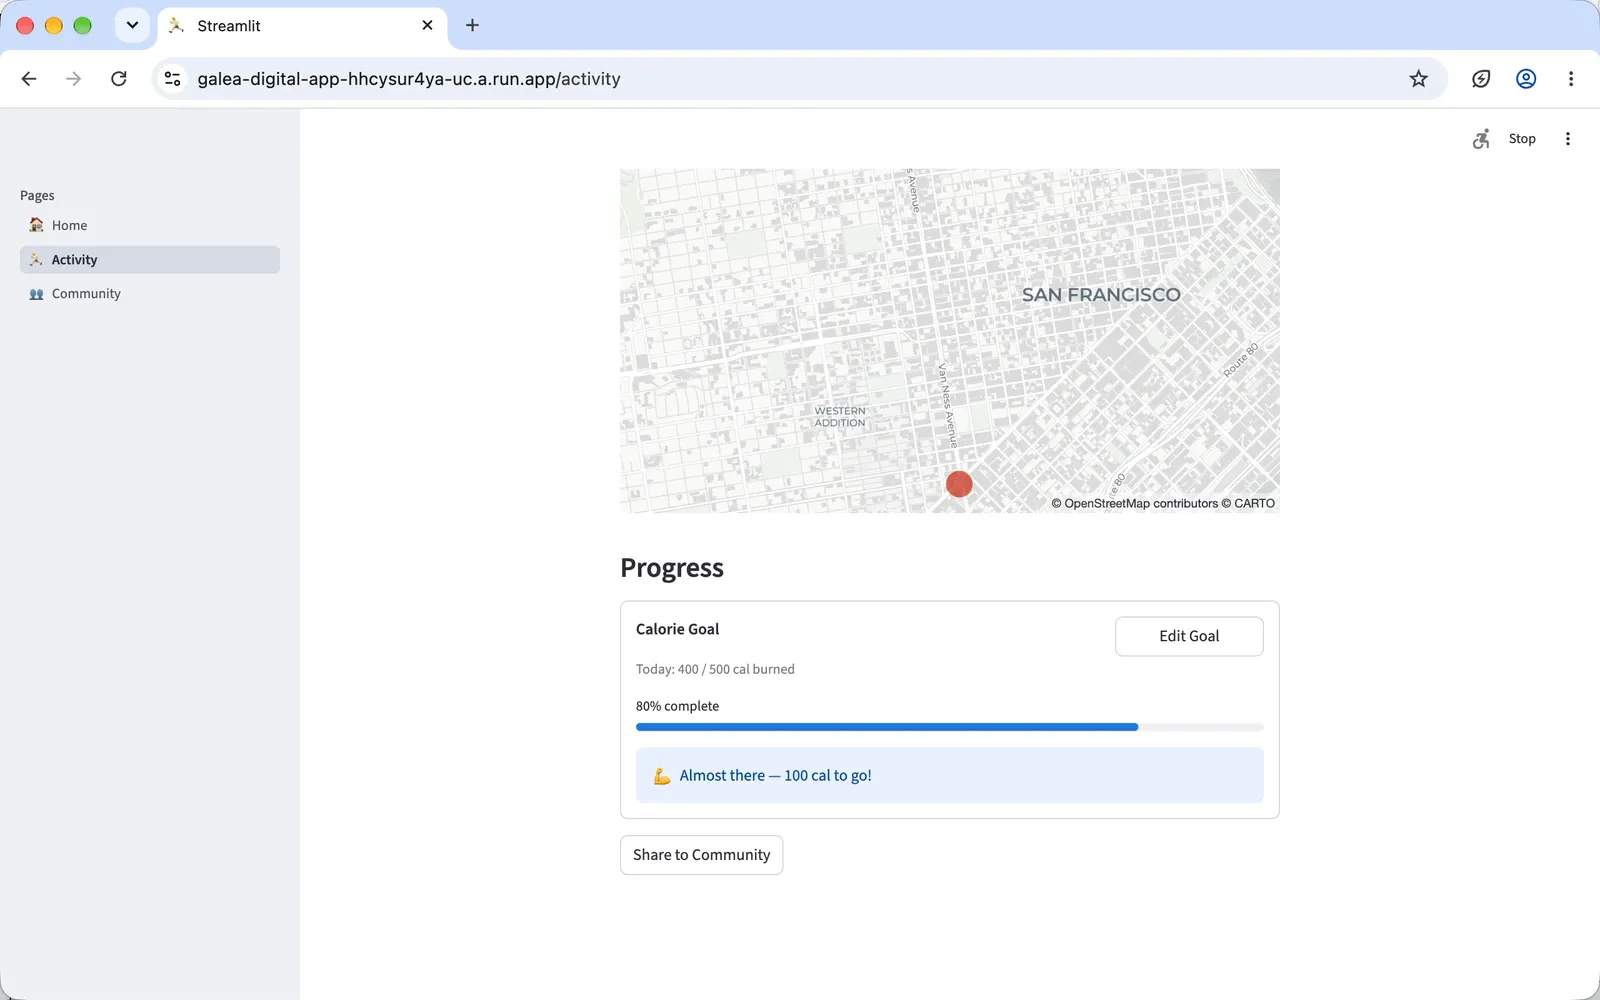 Streamlit
galea-digital-app-hhcysur4ya-uc.a.run.app/activity
Stop
Pages
Home
Activity
Community
s Avenue
SAN FRANCISCO
Route 80
Van Ness Avenue
WESTERN
ADDITION
e 80
© OpenStreetMap contributors © CARTO
Progress
Calorie Goal
Edit Goal
Today: 400 / 500 cal burned
80% complete
Almost there — 100 cal to go!
Share to Community